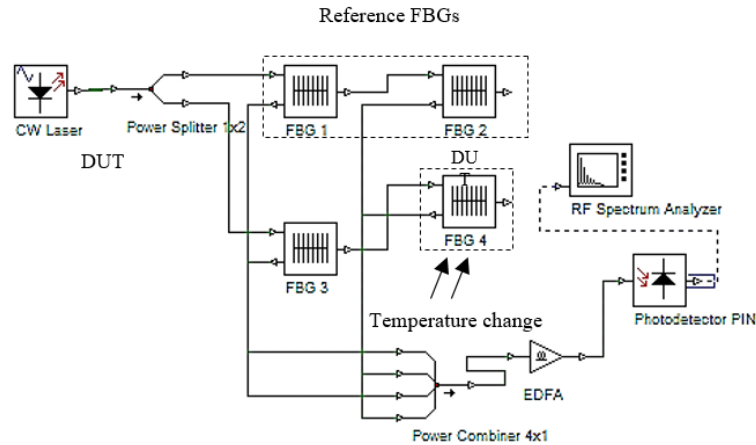 Reference FBGs
CW Laser
Power Splitter 1x2
FBG 1
FBG 2
DUT
DU
FBG 3
FBG 4
RF Spectrum Analyzer
Temperature change
Photodetector PIN
EDFA
Power Combiner 4x1